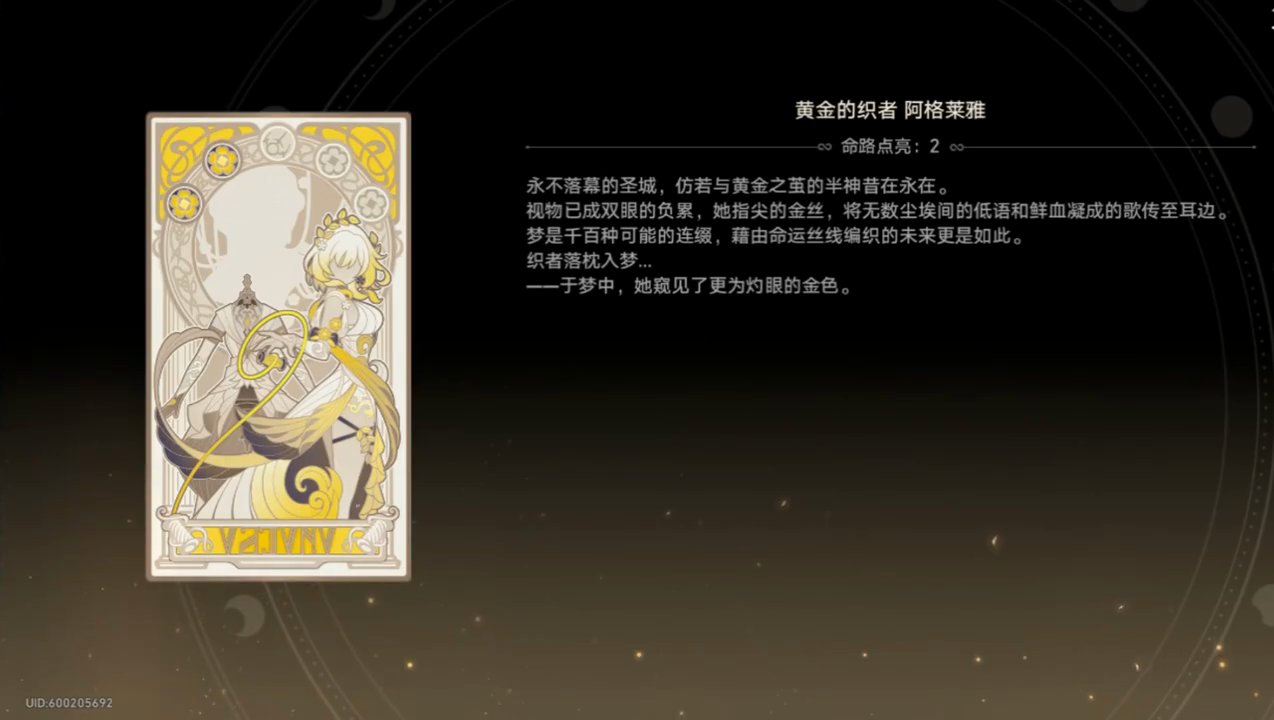 黄金的织者 阿格莱雅
命路点亮：2
永不落幕的圣城，仿若与黄金之茧的半神昔在永在。
视物已成双眼的负累，她指尖的金丝，将无数尘埃间的低语和鲜血凝成的歌传至耳边。
梦是千百种可能的连缀，藉由命运丝线编织的未来更是如此。
织者落枕入梦...
——于梦中，她窥见了更为灼眼的金色。
UID:600205692